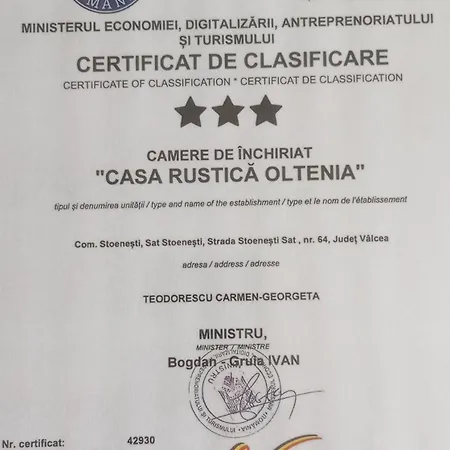 MAN
MINISTERUL ECONOMIEI, DIGITALIZĂRII, ANTREPRENORIATULUI
ȘI TURISMULUI
CERTIFICAT DE CLASIFICARE
CERTIFICATE OF CLASSIFICATION * CERTIFICAT DE CLASSIFICATION
CAMERE DE ÎNCHIRIAT
"CASA RUSTICĂ OLTENIA"
tipul și denumirea unității / type and name of the establishment / type et le nom de l'établissement
Com. Stoenești, Sat Stoenești, Strada Stoenești Sat , nr. 64, Județ Vâlcea
adresa / address / adresse
TEODORESCU CARMEN-GEORGETA
MINISTRU,
MINISTER / MINISTRE
Bogdan - Gruia IVAN
MINISTRU
Nr. certificat: 42930